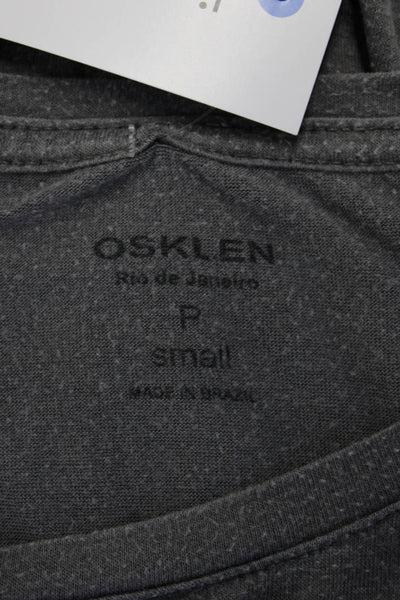 OSKLEN
Rio de Janeiro
P
small
MADE IN BRAZIL